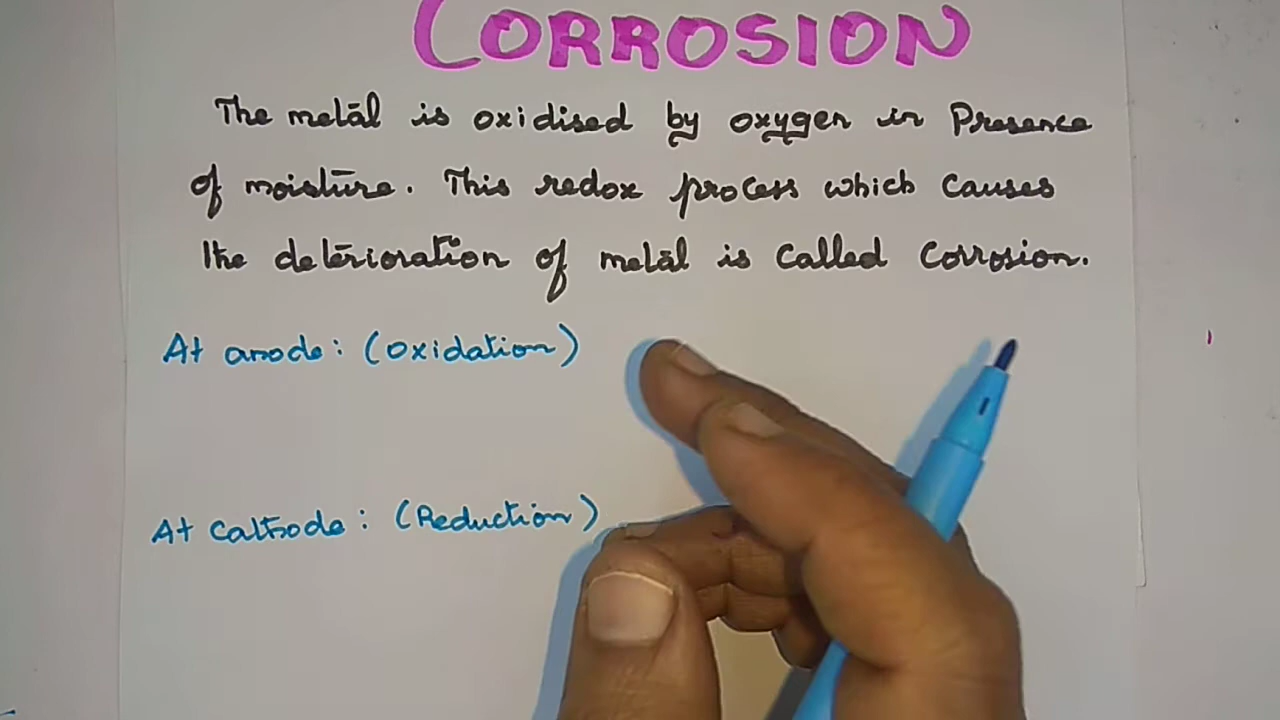 CORROSION
The metal is oxidised by oxygen in Presence
of moisture. This redox process which causes
the deterioration of metal is called Corrosion.
At anode: (Oxidation)
At Cathode: (Reduction)